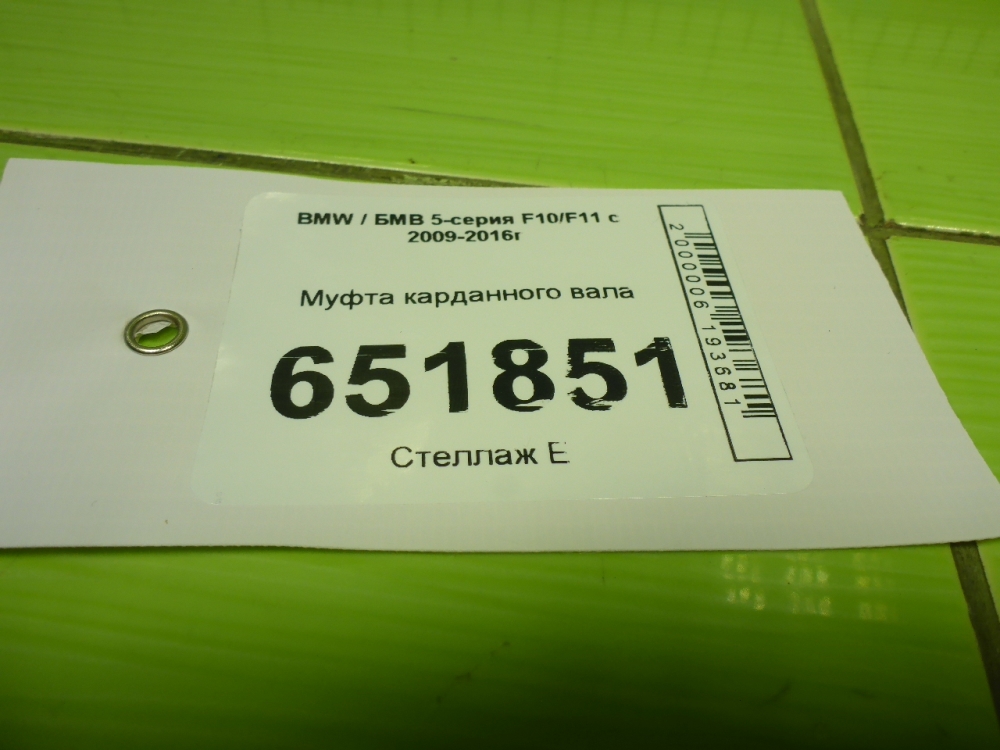 BMW / БМВ 5-серия F10/F11 с
2009-2016г
Муфта карданного вала
651851
Стеллаж Е
2000006193681